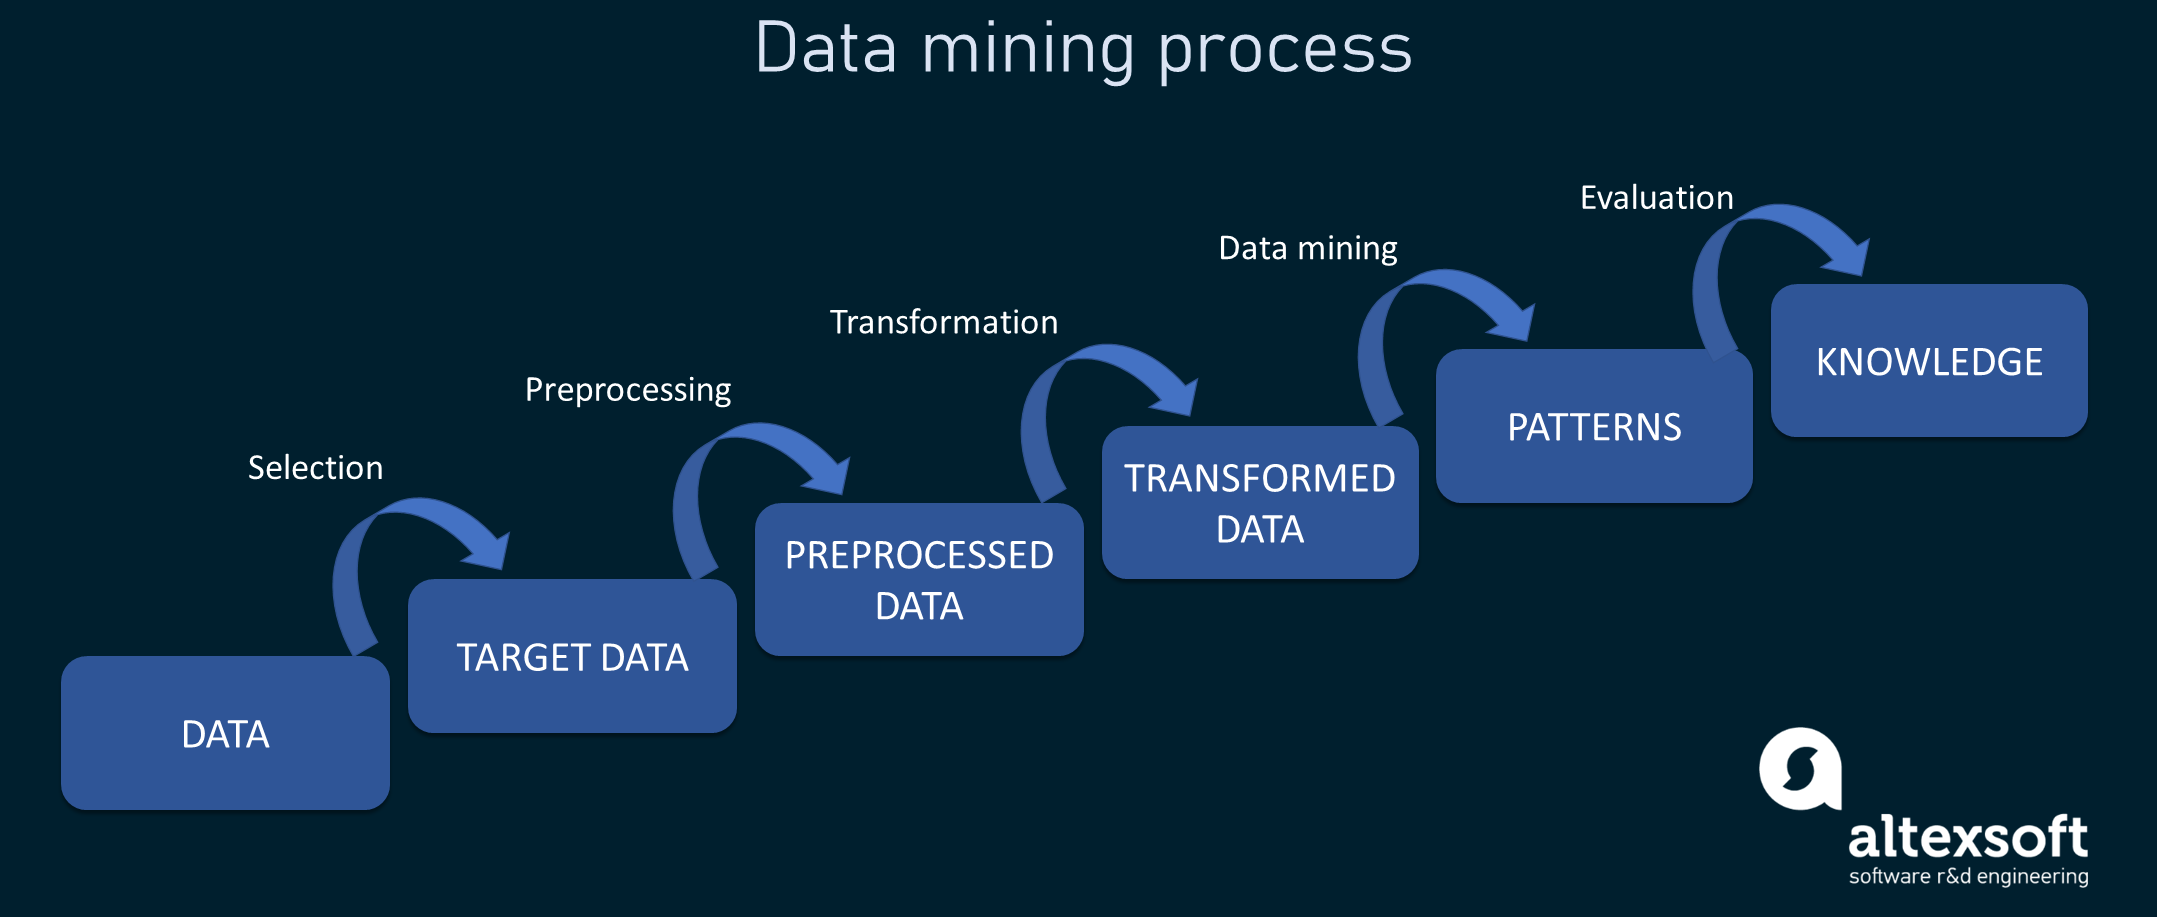 Data mining process
Evaluation
Data mining
Transformation
Preprocessing
Selection
DATA
TARGET DATA
PREPROCESSED
DATA
TRANSFORMED
DATA
PATTERNS
KNOWLEDGE
altexsoft
software r&d engineering